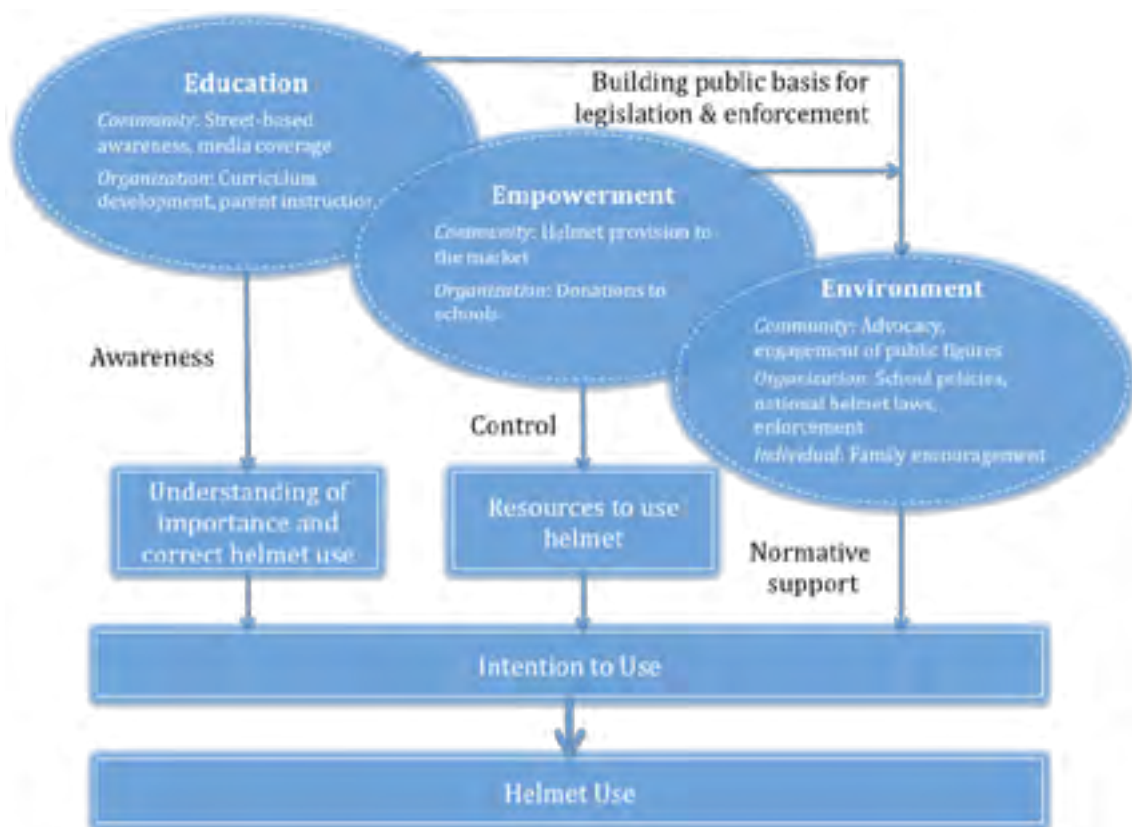 Education
Community: Street-based
awareness, media coverage
Organization: Curriculum
development, parent instruction
Building public basis for
legislation & enforcement
Empowerment
Community: Helmet provision to
the market
Organization: Donations to
schools
Environment
Community: Advocacy,
engagement of public figures
Organization: School policies,
national helmet laws,
enforcement
Individual: Family encouragement
Awareness
Control
Normative
support
Understanding of
importance and
correct helmet use
Resources to use
helmet
Intention to Use
Helmet Use